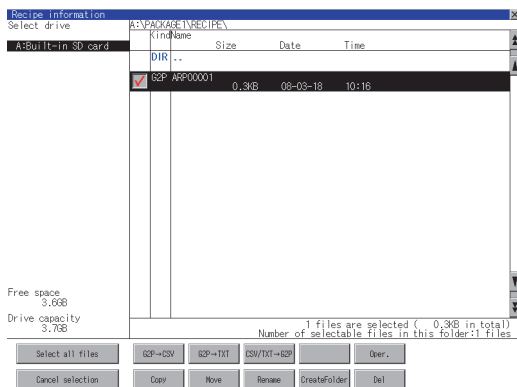 Recipe information
Select drive
A:\PACKAGE1\RECIPE\
A:Built-in SD card
Kind Name
Size Date Time
DIR ..
G2P ARP00001
0.3KB 08-03-18 10:16
Free space
3.6GB
Drive capacity
3.7GB
1 files are selected ( 0.3KB in total)
Number of selectable files in this folder:1 files
Select all files G2P→CSV G2P→TXT CSV/TXT→G2P Oper.
Cancel selection Copy Move Rename CreateFolder Del